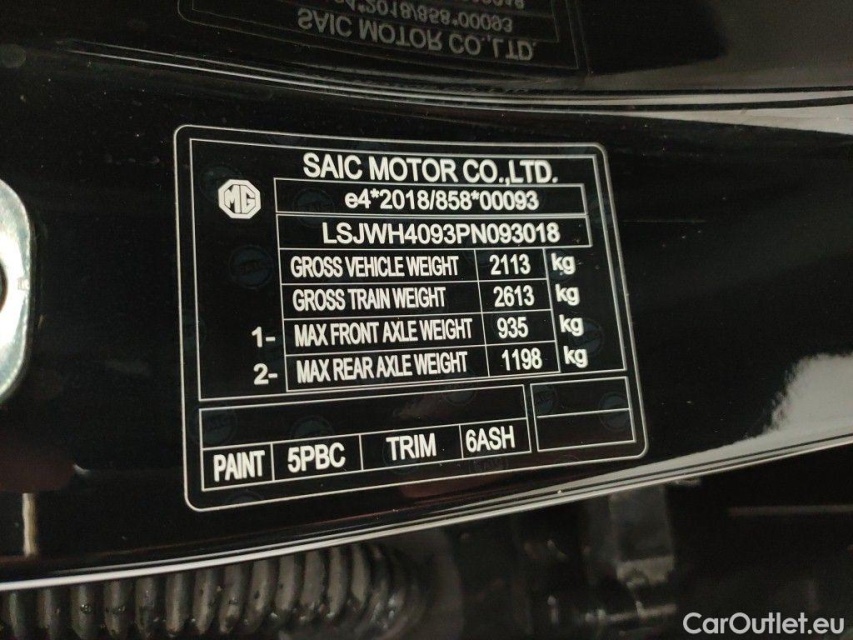 SAIC MOTOR CO.,LTD.
MG
e4*2018/858*00093
LSJWH4093PN093018
GROSS VEHICLE WEIGHT 2113 kg
GROSS TRAIN WEIGHT 2613 kg
1- MAX FRONT AXLE WEIGHT 935 kg
2- MAX REAR AXLE WEIGHT 1198 kg
PAINT 5PBC TRIM 6ASH
CarOutlet.eu